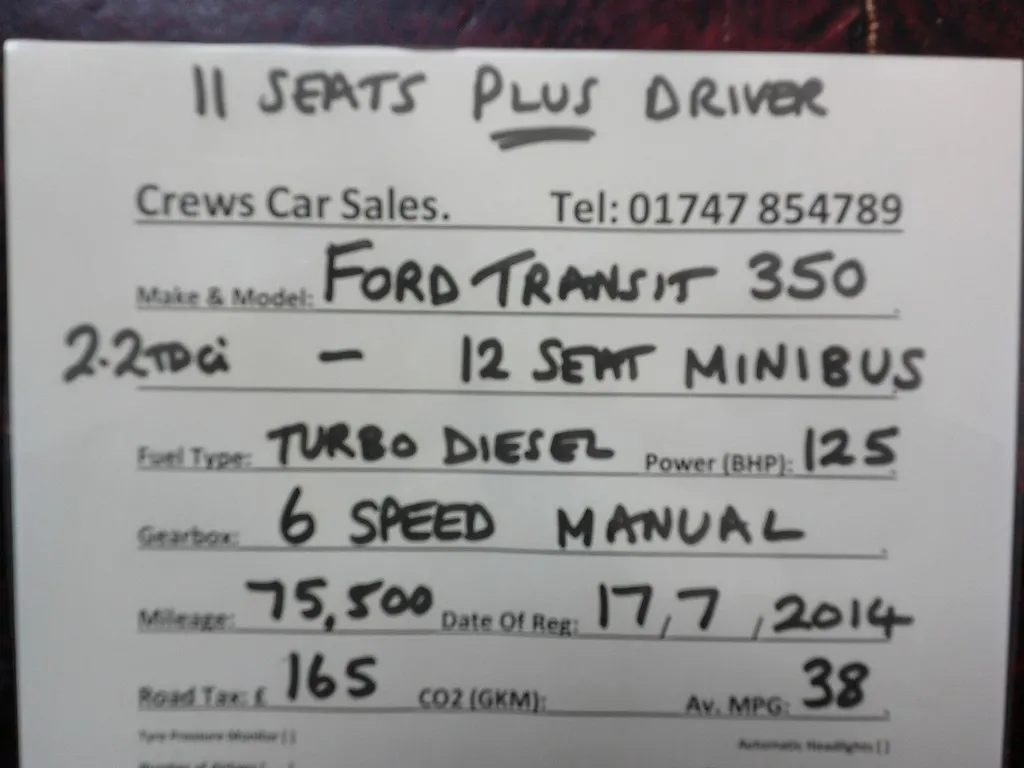 11 SEATS PLUS DRIVER
Crews Car Sales. Tel: 01747 854789
Make & Model: FORD TRANSIT 350
2.2TDCi - 12 SEAT MINIBUS
Fuel Type: TURBO DIESEL Power (BHP): 125
Gearbox: 6 SPEED MANUAL
Mileage: 75,500 Date Of Reg: 17, 7, 2014
Road Tax: £ 165 CO2 (GKM): Av. MPG: 38
Tyre Pressure Monitor [ ] Automatic Headlights [ ]